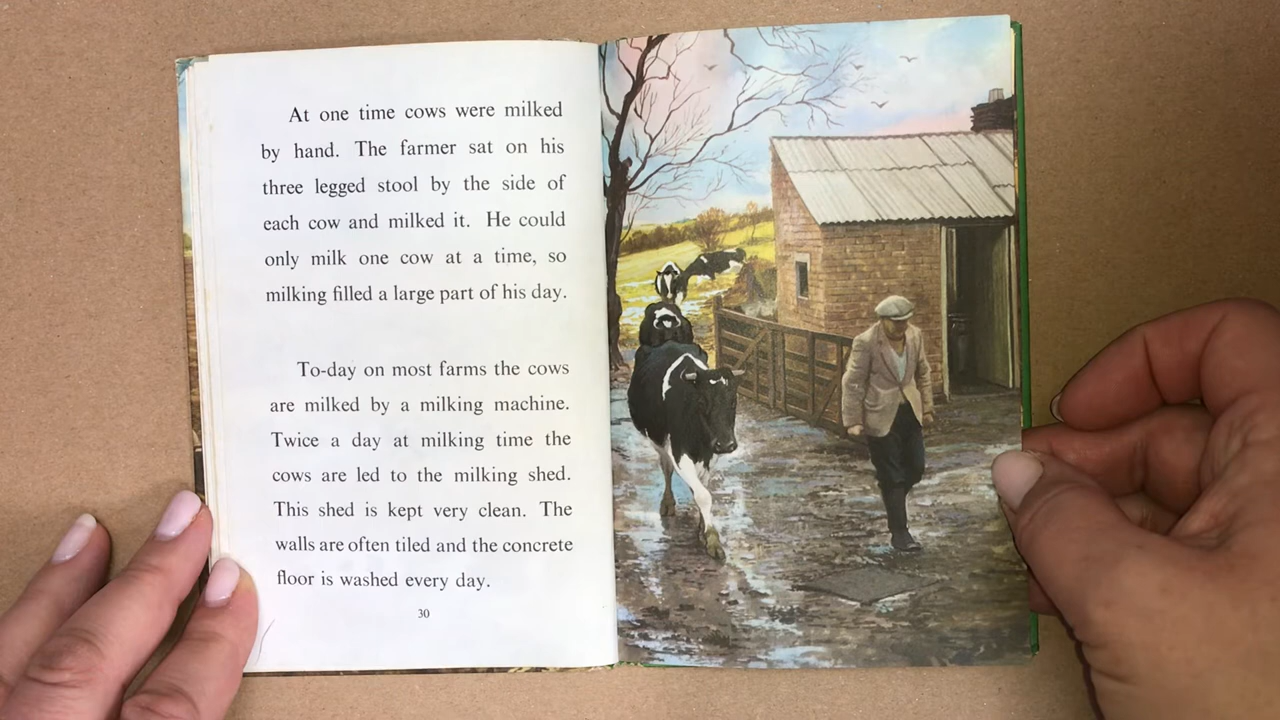 At one time cows were milked
by hand. The farmer sat on his
three legged stool by the side of
each cow and milked it. He could
only milk one cow at a time, so
milking filled a large part of his day.
To-day on most farms the cows
are milked by a milking machine.
Twice a day at milking time the
cows are led to the milking shed.
This shed is kept very clean. The
walls are often tiled and the concrete
floor is washed every day.
30